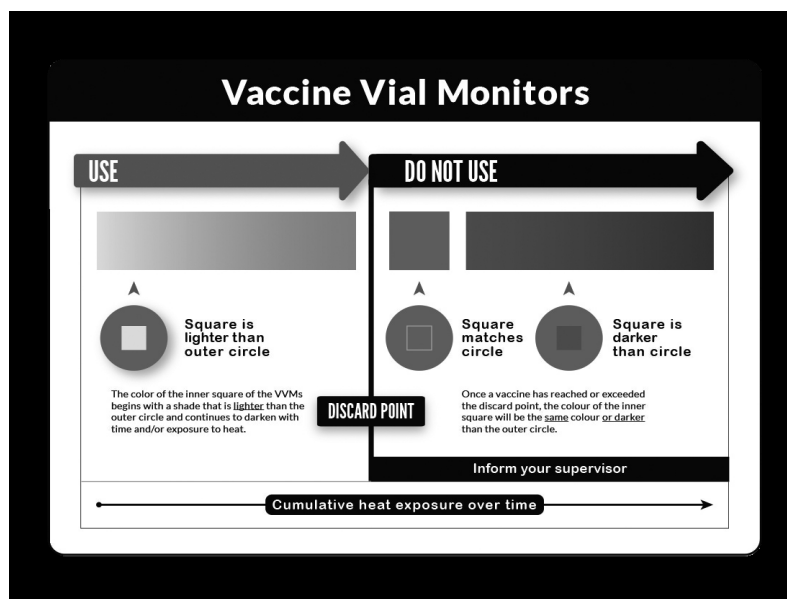 Vaccine Vial Monitors
USE
DO NOT USE
Square is
lighter than
outer circle
Square
matches
circle
Square is
darker
than circle
The color of the inner square of the VVMs
begins with a shade that is lighter than the
outer circle and continues to darken with
time and/or exposure to heat.
DISCARD POINT
Once a vaccine has reached or exceeded
the discard point, the colour of the inner
square will be the same colour or darker
than the outer circle.
Inform your supervisor
Cumulative heat exposure over time